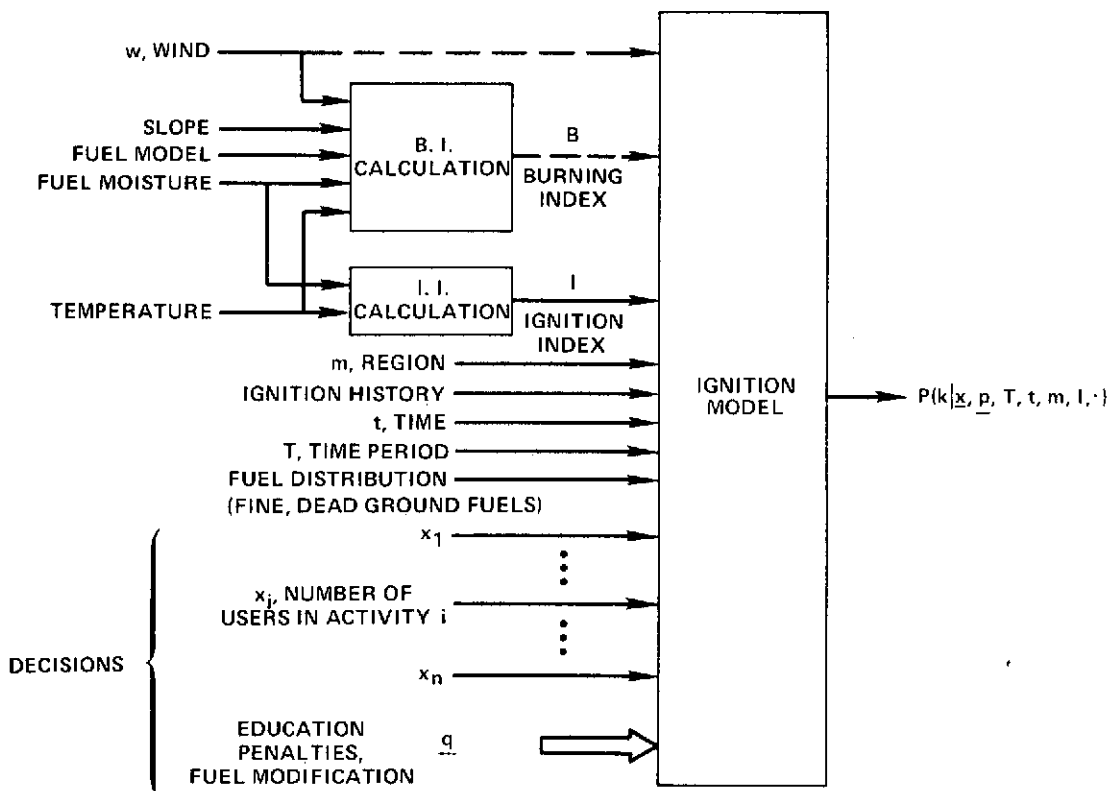 w, WIND
SLOPE
FUEL MODEL
FUEL MOISTURE
TEMPERATURE
B. I.
CALCULATION
B
BURNING
INDEX
I. I.
CALCULATION
I
IGNITION
INDEX
m, REGION
IGNITION HISTORY
t, TIME
T, TIME PERIOD
FUEL DISTRIBUTION
(FINE, DEAD GROUND FUELS)
x1
xj, NUMBER OF
USERS IN ACTIVITY i
xn
DECISIONS
EDUCATION
PENALTIES,
FUEL MODIFICATION
q
IGNITION
MODEL
P{k|x, p, T, t, m, I, ·}